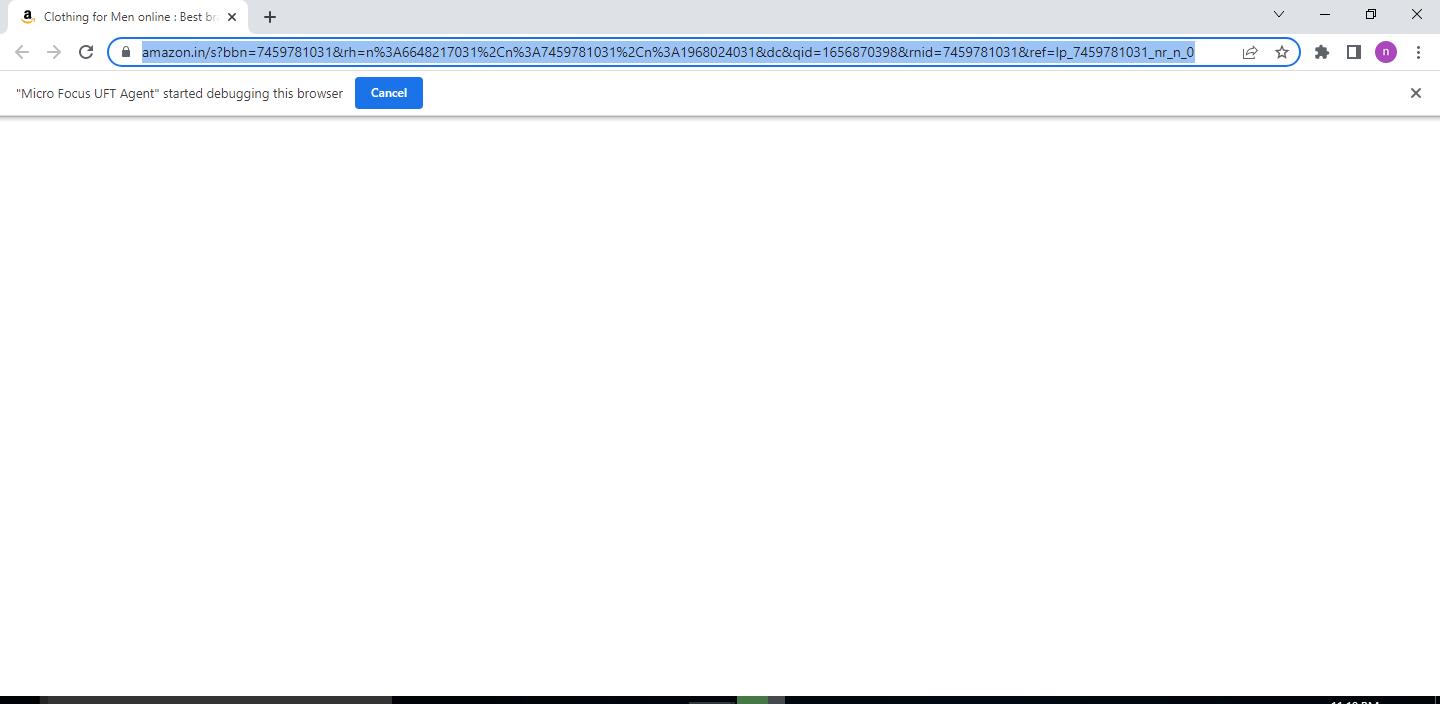 Clothing for Men online : Best br
amazon.in/s?bbn=7459781031&rh=n%3A6648217031%2Cn%3A7459781031%2Cn%3A1968024031&dc&qid=1656870398&rnid=7459781031&ref=lp_7459781031_nr_n_0
n
"Micro Focus UFT Agent" started debugging this browser Cancel